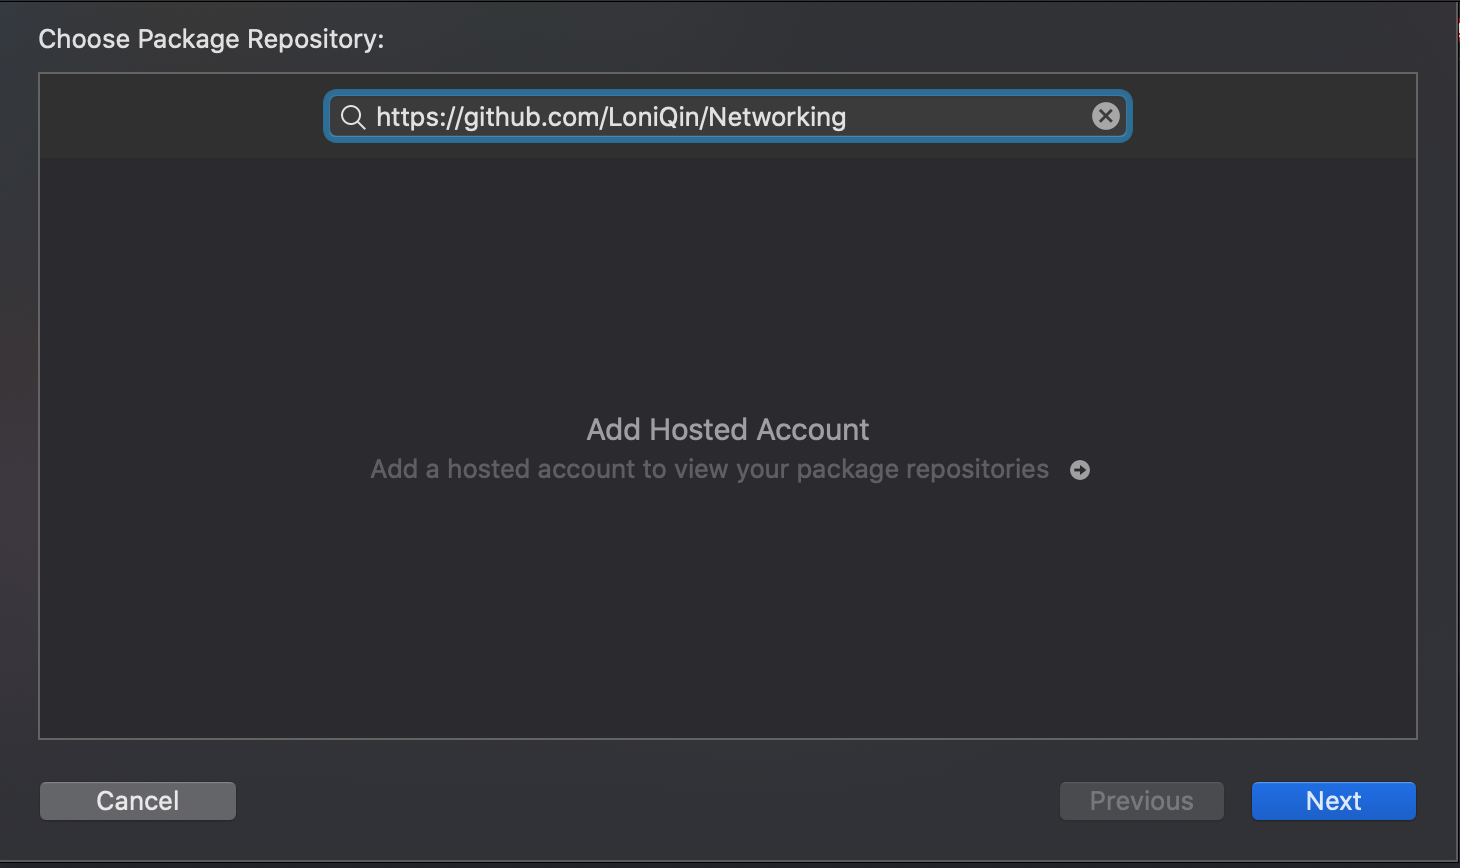 Choose Package Repository:
https://github.com/LoniQin/Networking
Add Hosted Account
Add a hosted account to view your package repositories
Cancel
Previous
Next